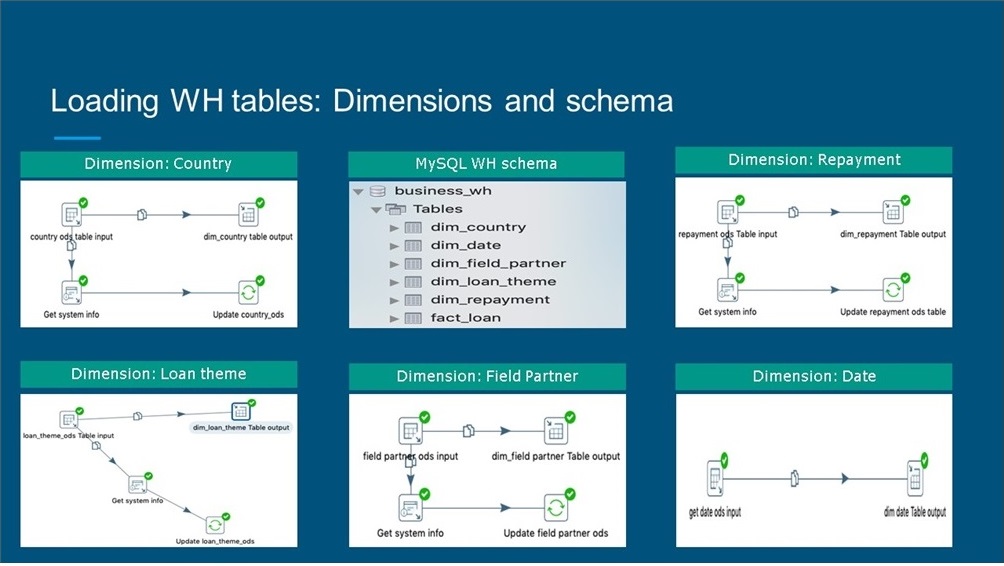 Loading WH tables: Dimensions and schema
Dimension: Country
country ods table input
dim_country table output
Get system info
Update country_ods
MySQL WH schema
business_wh
Tables
dim_country
dim_date
dim_field_partner
dim_loan_theme
dim_repayment
fact_loan
Dimension: Repayment
repayment ods Table input
dim_repayment Table output
Get system info
Update repayment ods table
Dimension: Loan theme
loan_theme_ods Table input
dim_loan_theme Table output
Get system info
Update loan_theme_ods
Dimension: Field Partner
field partner ods input
dim_field partner Table output
Get system info
Update field partner ods
Dimension: Date
get date ods input
dim date Table output